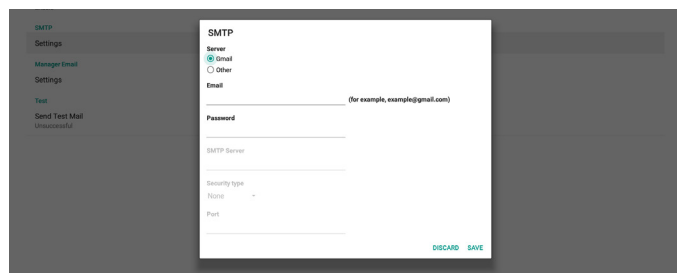 SMTP
Settings
Manager Email
Settings
Test
Send Test Mail
Unsuccessful
SMTP
Server
Gmail
Other
Email
(for example, example@gmail.com)
Password
SMTP Server
Security type
None
Port
DISCARD SAVE